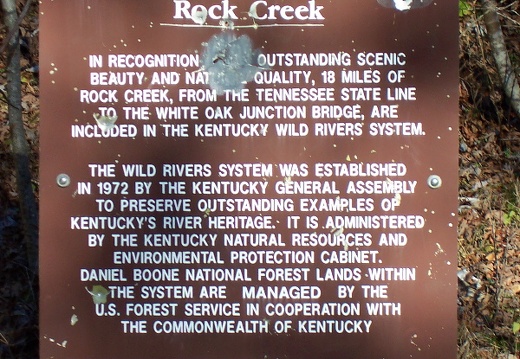 Rock Creek
IN RECOGNITION OUTSTANDING SCENIC
BEAUTY AND QUALITY, 18 MILES OF
ROCK CREEK, FROM THE TENNESSEE STATE LINE
TO THE WHITE OAK JUNCTION BRIDGE, ARE
INCLUDED IN THE KENTUCKY WILD RIVERS SYSTEM.
THE WILD RIVERS SYSTEM WAS ESTABLISHED
IN 1972 BY THE KENTUCKY GENERAL ASSEMBLY
TO PRESERVE OUTSTANDING EXAMPLES OF
KENTUCKY'S RIVER HERITAGE. IT IS ADMINISTERED
BY THE KENTUCKY NATURAL RESOURCES AND
ENVIRONMENTAL PROTECTION CABINET.
DANIEL BOONE NATIONAL FOREST LANDS WITHIN
THE SYSTEM ARE MANAGED BY THE
U.S. FOREST SERVICE IN COOPERATION WITH
THE COMMONWEALTH OF KENTUCKY